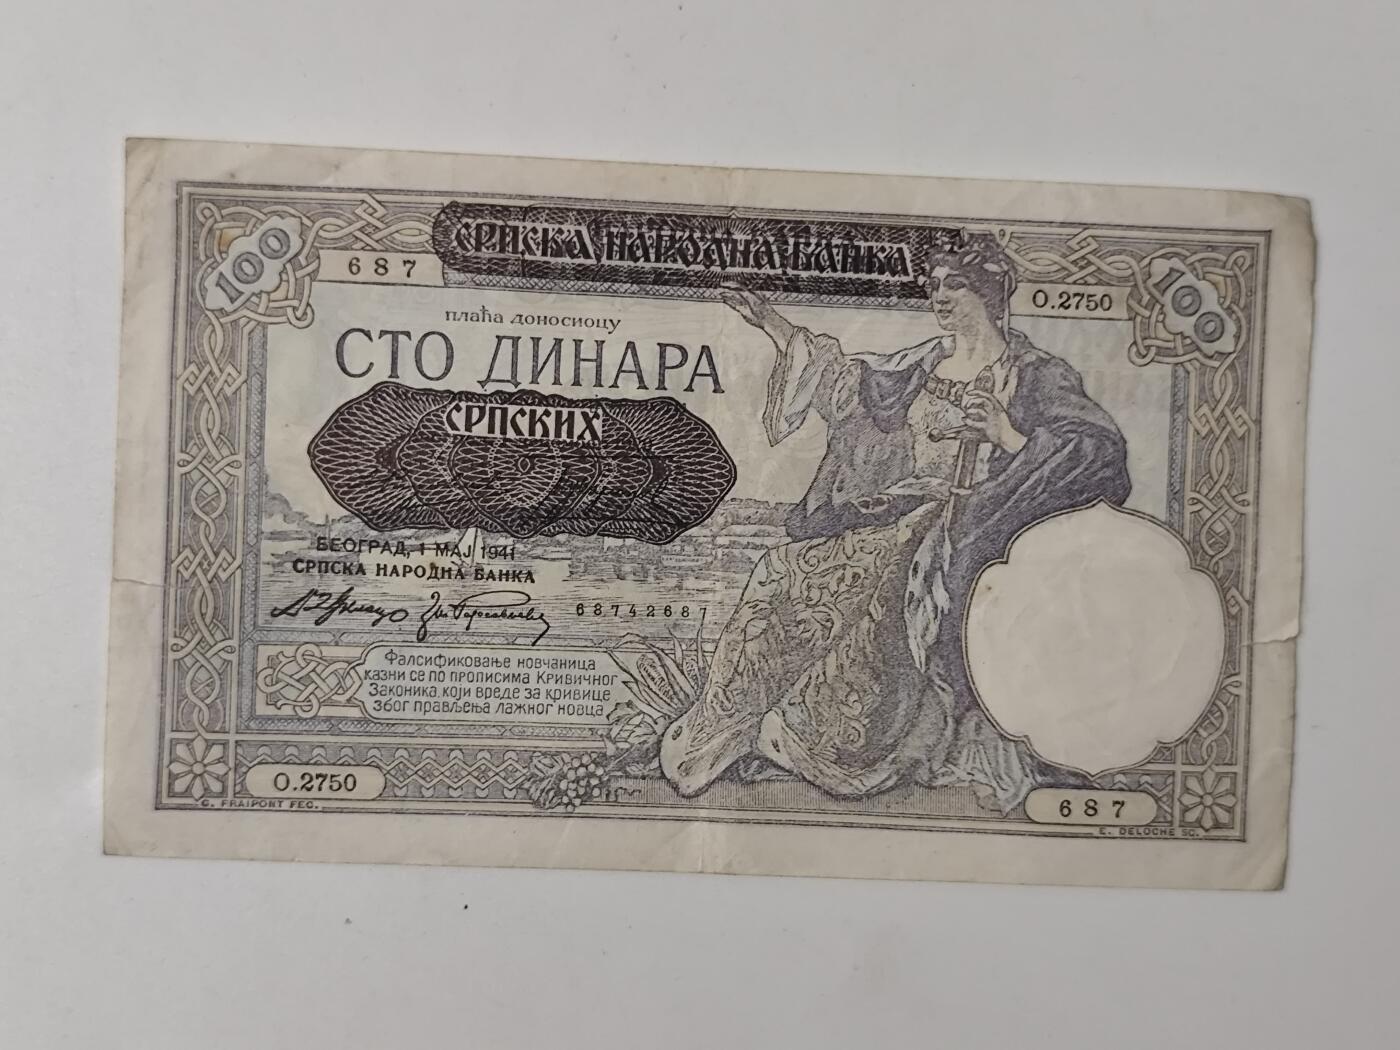 СРПСКА НАРОДНА БАНКА
100
687
О.2750
100
плаћа доносиоцу
СТО ДИНАРА
СРПСКИХ
БЕОГРАД, 1 МАЈ 1941
СРПСКА НАРОДНА БАНКА
68742687
Фалсификовање новчаница
казни се по прописима Кривичног
Законика, који вреде за кривице
због прављења лажног новца
О.2750
687
C. FRAIPONT FEC.
E. DELOCHE SC.